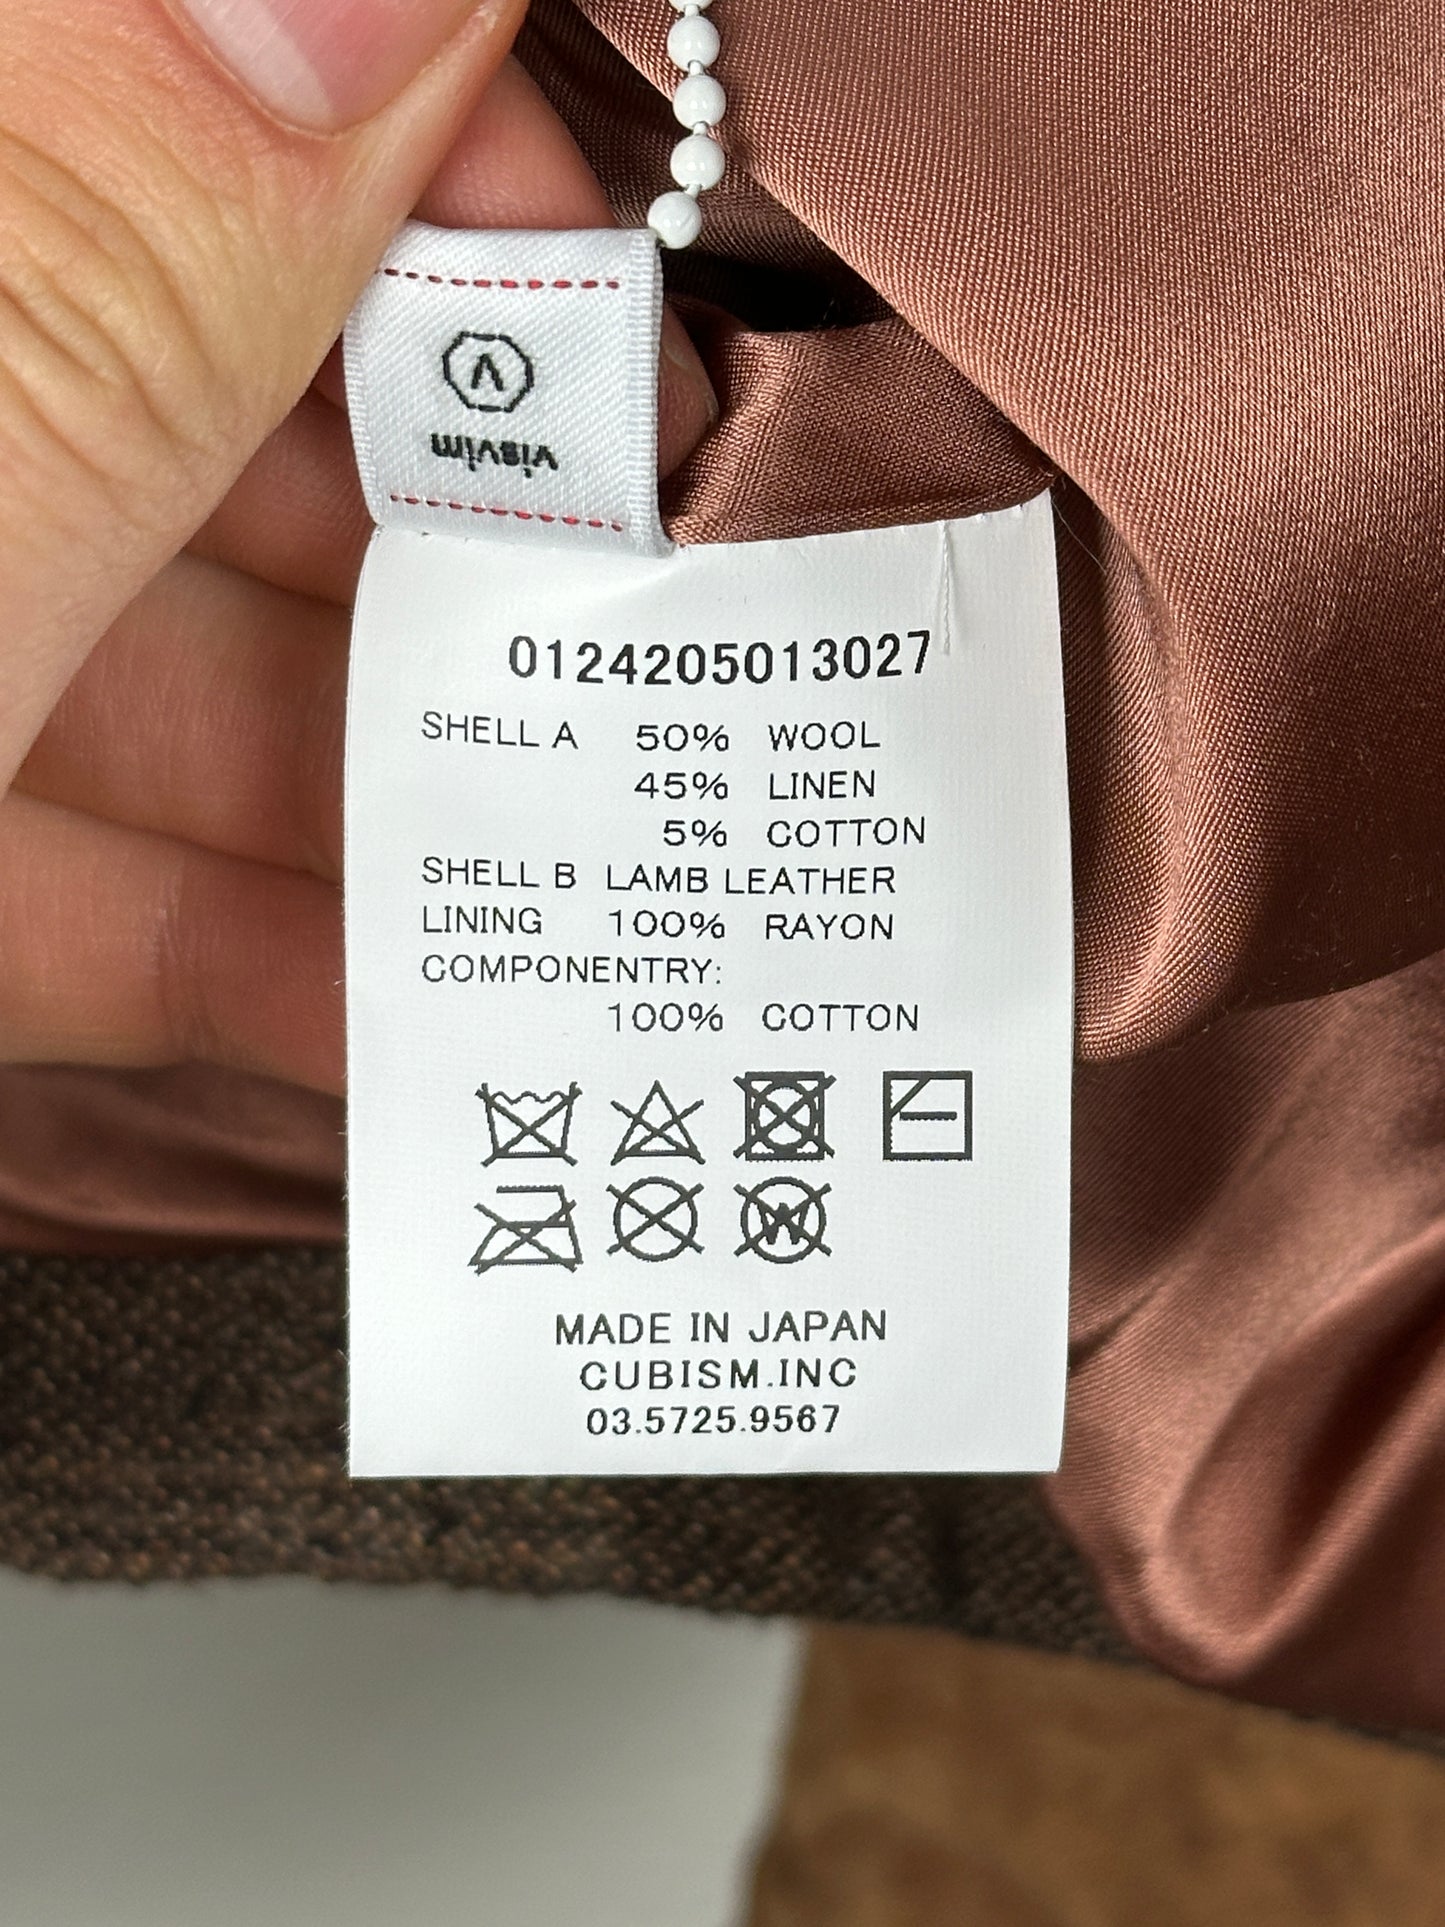 visvim
0124205013027
SHELL A 50% WOOL
45% LINEN
5% COTTON
SHELL B LAMB LEATHER
LINING 100% RAYON
COMPONENTRY:
100% COTTON
W
MADE IN JAPAN
CUBISM.INC
03.5725.9567